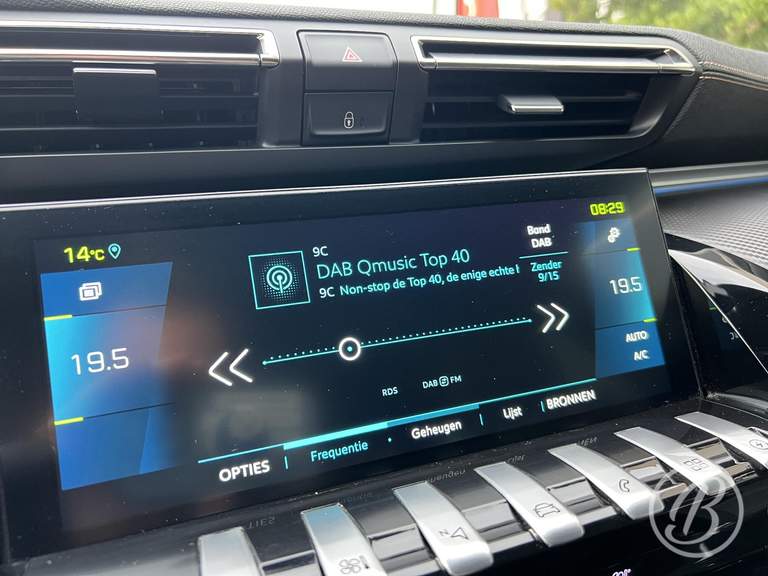 14°C
08:29
9C
DAB Qmusic Top 40
9C Non-stop de Top 40, de enige echte
Band
DAB
Zender
9/15
19.5
19.5
AUTO
A/C
RDS
DAB FM
OPTIES
Frequentie
Geheugen
Lijst
BRONNEN
N
B